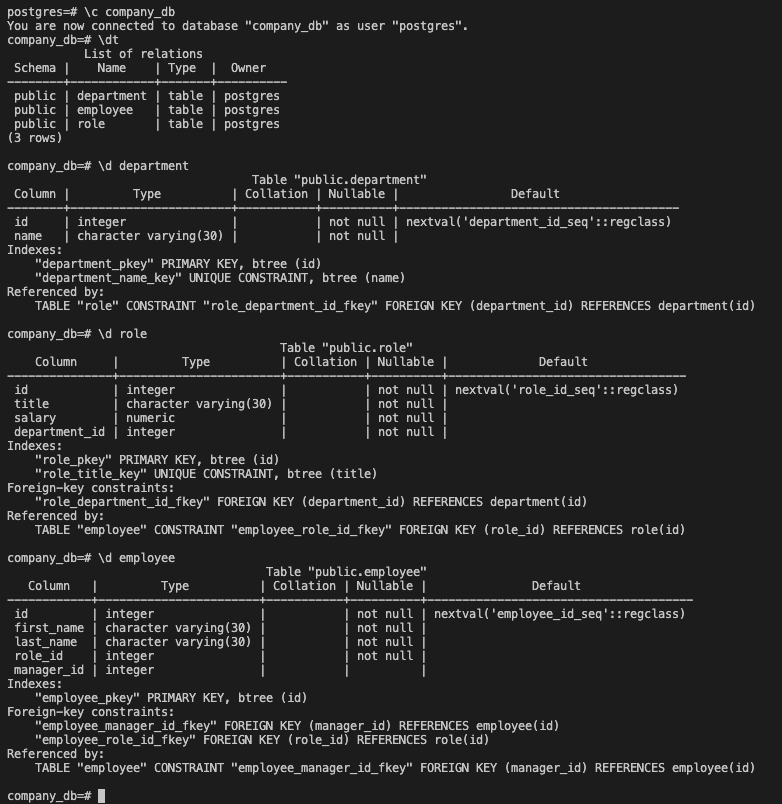 postgres=# \c company_db
You are now connected to database "company_db" as user "postgres".
company_db=# \dt
           List of relations
 Schema |    Name    | Type  |  Owner
--------+------------+-------+----------
 public | department | table | postgres
 public | employee   | table | postgres
 public | role       | table | postgres
(3 rows)

company_db=# \d department
                                   Table "public.department"
 Column |         Type          | Collation | Nullable |                Default
--------+-----------------------+-----------+----------+----------------------------------------
 id     | integer               |           | not null | nextval('department_id_seq'::regclass)
 name   | character varying(30) |           | not null |
Indexes:
    "department_pkey" PRIMARY KEY, btree (id)
    "department_name_key" UNIQUE CONSTRAINT, btree (name)
Referenced by:
    TABLE "role" CONSTRAINT "role_department_id_fkey" FOREIGN KEY (department_id) REFERENCES department(id)

company_db=# \d role
                                       Table "public.role"
    Column     |         Type          | Collation | Nullable |             Default
---------------+-----------------------+-----------+----------+----------------------------------
 id            | integer               |           | not null | nextval('role_id_seq'::regclass)
 title         | character varying(30) |           | not null |
 salary        | numeric               |           | not null |
 department_id | integer               |           | not null |
Indexes:
    "role_pkey" PRIMARY KEY, btree (id)
    "role_title_key" UNIQUE CONSTRAINT, btree (title)
Foreign-key constraints:
    "role_department_id_fkey" FOREIGN KEY (department_id) REFERENCES department(id)
Referenced by:
    TABLE "employee" CONSTRAINT "employee_role_id_fkey" FOREIGN KEY (role_id) REFERENCES role(id)

company_db=# \d employee
                                     Table "public.employee"
   Column   |         Type          | Collation | Nullable |               Default
------------+-----------------------+-----------+----------+--------------------------------------
 id         | integer               |           | not null | nextval('employee_id_seq'::regclass)
 first_name | character varying(30) |           | not null |
 last_name  | character varying(30) |           | not null |
 role_id    | integer               |           | not null |
 manager_id | integer               |           |          |
Indexes:
    "employee_pkey" PRIMARY KEY, btree (id)
Foreign-key constraints:
    "employee_manager_id_fkey" FOREIGN KEY (manager_id) REFERENCES employee(id)
    "employee_role_id_fkey" FOREIGN KEY (role_id) REFERENCES role(id)
Referenced by:
    TABLE "employee" CONSTRAINT "employee_manager_id_fkey" FOREIGN KEY (manager_id) REFERENCES employee(id)

company_db=#